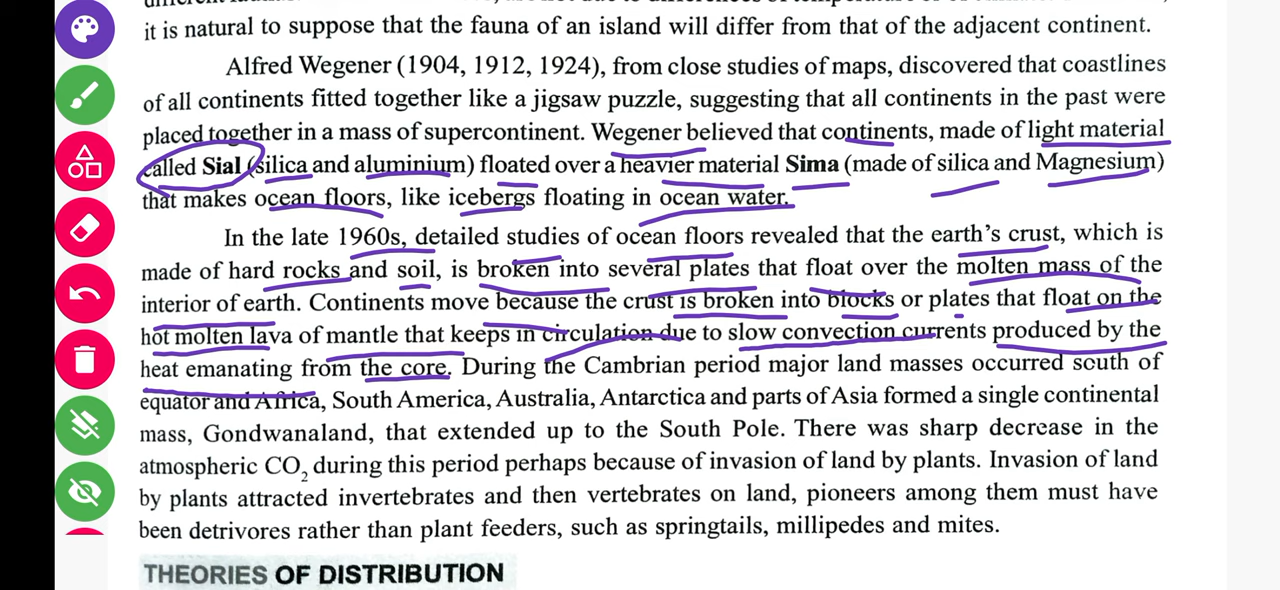 it is natural to suppose that the fauna of an island will differ from that of the adjacent continent.
Alfred Wegener (1904, 1912, 1924), from close studies of maps, discovered that coastlines
of all continents fitted together like a jigsaw puzzle, suggesting that all continents in the past were
placed together in a mass of supercontinent. Wegener believed that continents, made of light material
called Sial (silica and aluminium) floated over a heavier material Sima (made of silica and Magnesium)
that makes ocean floors, like icebergs floating in ocean water.
In the late 1960s, detailed studies of ocean floors revealed that the earth's crust, which is
made of hard rocks and soil, is broken into several plates that float over the molten mass of the
interior of earth. Continents move because the crust is broken into blocks or plates that float on the
hot molten lava of mantle that keeps in circulation due to slow convection currents produced by the
heat emanating from the core. During the Cambrian period major land masses occurred south of
equator and Africa, South America, Australia, Antarctica and parts of Asia formed a single continental
mass, Gondwanaland, that extended up to the South Pole. There was sharp decrease in the
atmospheric CO2 during this period perhaps because of invasion of land by plants. Invasion of land
by plants attracted invertebrates and then vertebrates on land, pioneers among them must have
been detrivores rather than plant feeders, such as springtails, millipedes and mites.
THEORIES OF DISTRIBUTION